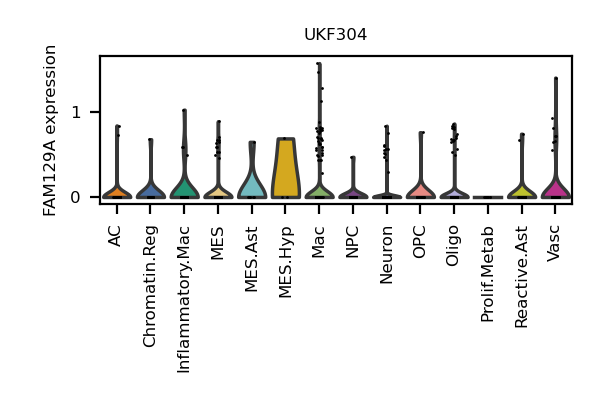 UKF304
FAM129A expression
1
0
AC
Chromatin.Reg
Inflammatory.Mac
MES
MES.Ast
MES.Hyp
Mac
NPC
Neuron
OPC
Oligo
Prolif.Metab
Reactive.Ast
Vasc